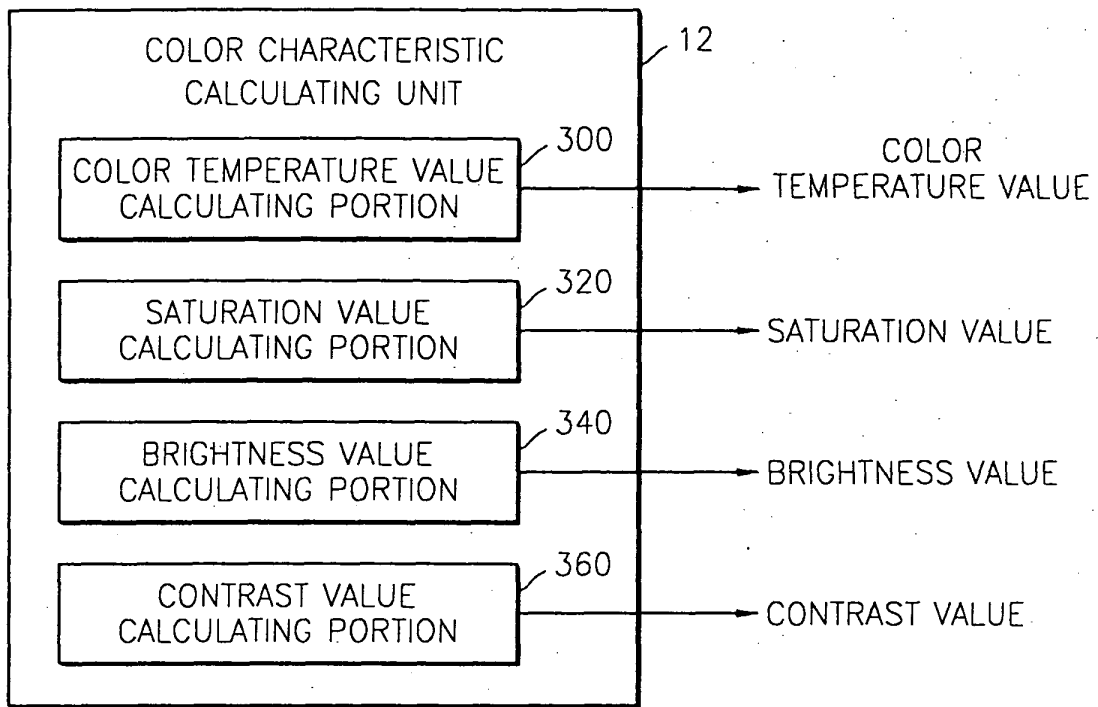 COLOR CHARACTERISTIC
CALCULATING UNIT
12
COLOR TEMPERATURE VALUE
CALCULATING PORTION
300
COLOR
TEMPERATURE VALUE
SATURATION VALUE
CALCULATING PORTION
320
SATURATION VALUE
BRIGHTNESS VALUE
CALCULATING PORTION
340
BRIGHTNESS VALUE
CONTRAST VALUE
CALCULATING PORTION
360
CONTRAST VALUE